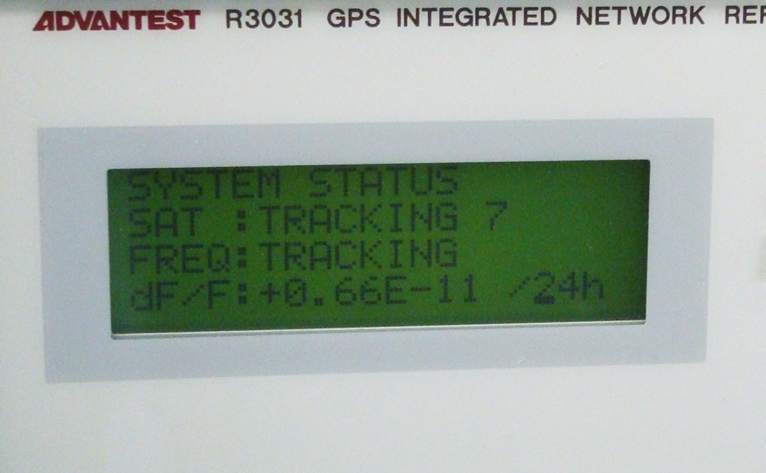 ADVANTEST R3031 GPS INTEGRATED NETWORK REF
SYSTEM STATUS
SAT :TRACKING 7
FREQ:TRACKING
dF/F:+0.66E-11 /24h